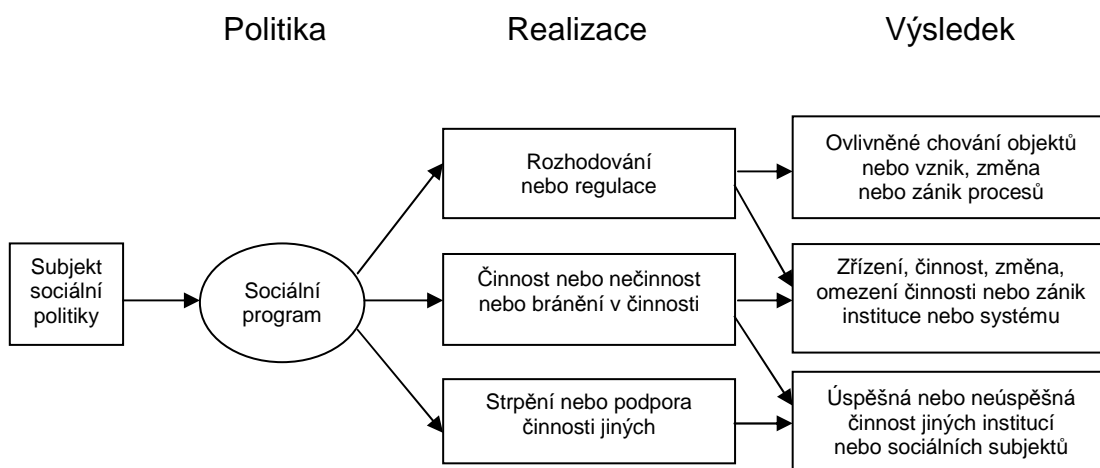 Politika
Realizace
Výsledek
Subjekt
sociální
politiky
Sociální
program
Rozhodování
nebo regulace
Činnost nebo nečinnost
nebo bránění v činnosti
Strpění nebo podpora
činnosti jiných
Ovlivněné chování objektů
nebo vznik, změna
nebo zánik procesů
Zřízení, činnost, změna,
omezení činnosti nebo zánik
instituce nebo systému
Úspěšná nebo neúspěšná
činnost jiných institucí
nebo sociálních subjektů